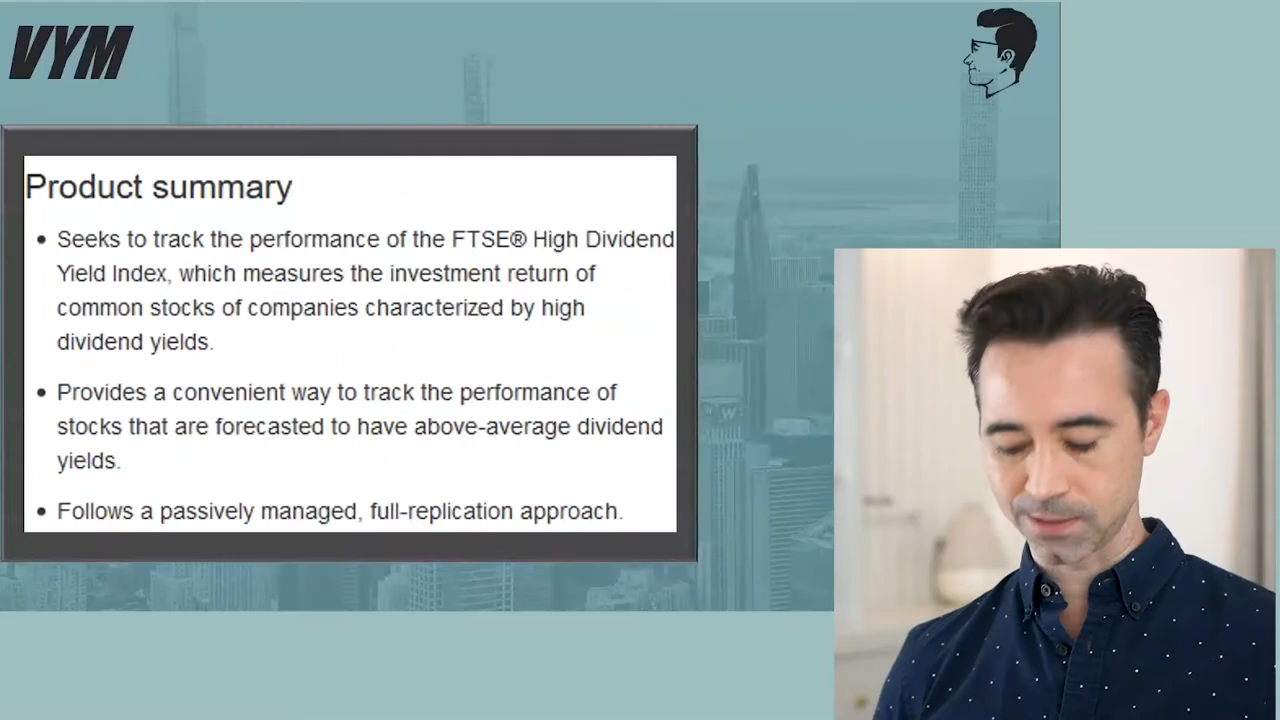 VYM
Product summary
Seeks to track the performance of the FTSE® High Dividend
Yield Index, which measures the investment return of
common stocks of companies characterized by high
dividend yields.
Provides a convenient way to track the performance of
stocks that are forecasted to have above-average dividend
yields.
Follows a passively managed, full-replication approach.